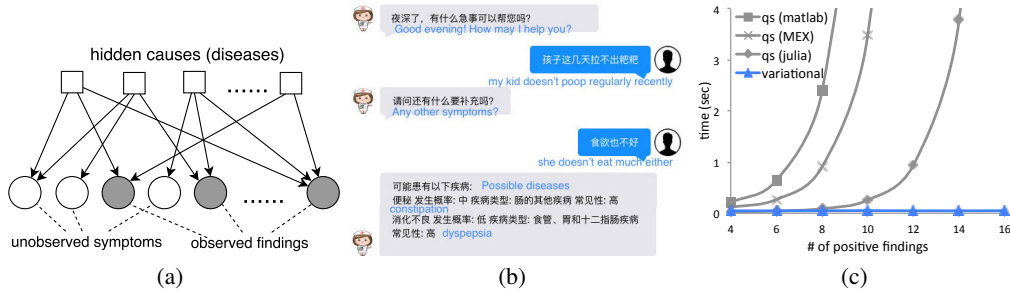 hidden causes (diseases)
......
......
unobserved symptoms
observed findings
(a)
夜深了，有什么急事可以帮您吗?
Good evening! How may I help you?
孩子这几天拉不出粑粑
my kid doesn't poop regularly recently
请问还有什么要补充吗?
Any other symptoms?
食欲也不好
she doesn't eat much either
可能患有以下疾病: Possible diseases
便秘 发生概率: 中 疾病类型: 肠的其他疾病 常见性: 高
constipation
消化不良 发生概率: 低 疾病类型: 食管、胃和十二指肠疾病
常见性: 高 dyspepsia
(b)
qs (matlab)
qs (MEX)
qs (julia)
variational
time (sec)
4
3
2
1
0
4 6 8 10 12 14 16
# of positive findings
(c)